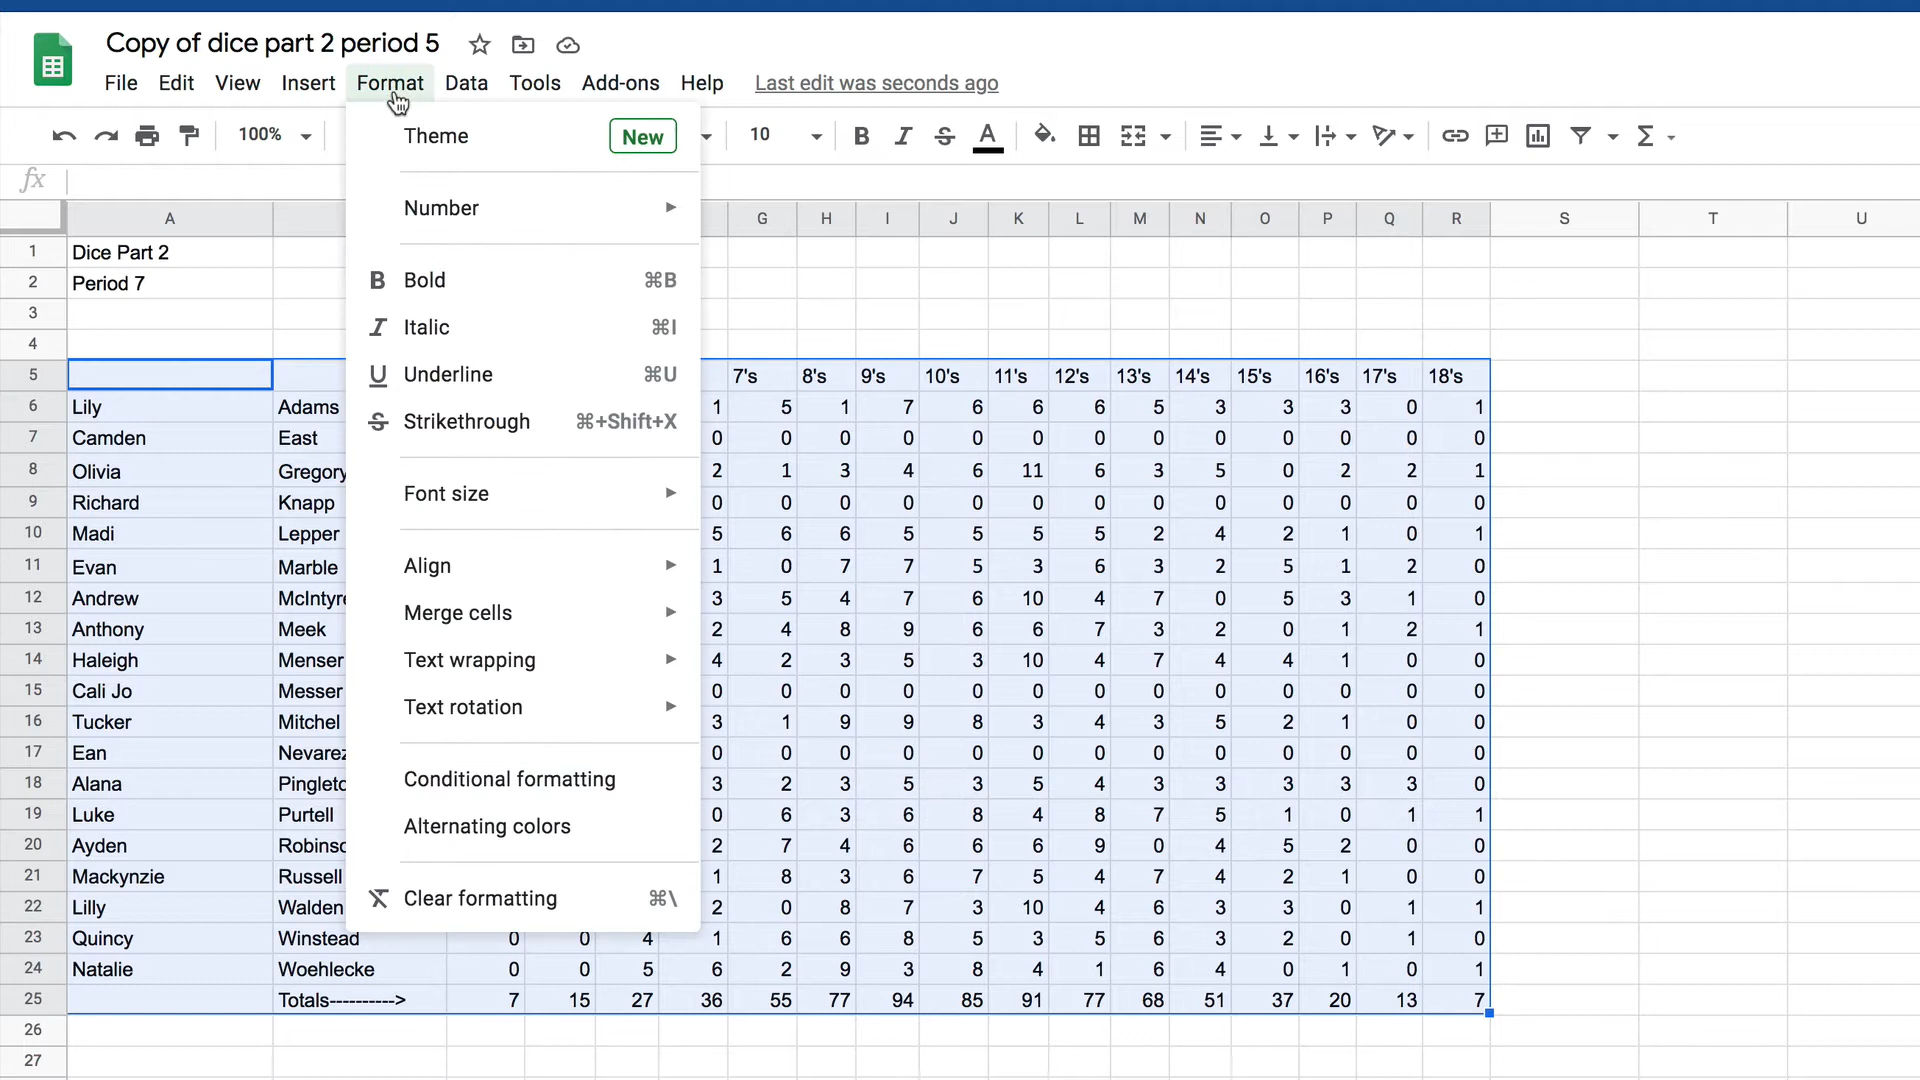 Copy of dice part 2 period 5
File Edit View Insert Format Data Tools Add-ons Help Last edit was seconds ago
100% 10 B I S A Σ
fx
Theme New
Number
B Bold ⌘B
I Italic ⌘I
U Underline ⌘U
S Strikethrough ⌘+Shift+X
Font size
Align
Merge cells
Text wrapping
Text rotation
Conditional formatting
Alternating colors
Clear formatting ⌘\
A G H I J K L M N O P Q R S T U
1 Dice Part 2
2 Period 7
3
4
5 7's 8's 9's 10's 11's 12's 13's 14's 15's 16's 17's 18's
6 Lily Adams 1 5 1 7 6 6 6 5 3 3 3 0 1
7 Camden East 0 0 0 0 0 0 0 0 0 0 0 0 0
8 Olivia Gregory 2 1 3 4 6 11 6 3 5 0 2 2 1
9 Richard Knapp 0 0 0 0 0 0 0 0 0 0 0 0 0
10 Madi Lepper 5 6 6 5 5 5 5 2 4 2 1 0 1
11 Evan Marble 1 0 7 7 5 3 6 3 2 5 1 2 0
12 Andrew McIntyre 3 5 4 7 6 10 4 7 0 5 3 1 0
13 Anthony Meek 2 4 8 9 6 6 7 3 2 0 1 2 1
14 Haleigh Menser 4 2 3 5 3 10 4 7 4 4 1 0 0
15 Cali Jo Messer 0 0 0 0 0 0 0 0 0 0 0 0 0
16 Tucker Mitchel 3 1 9 9 8 3 4 3 5 2 1 0 0
17 Ean Nevarez 0 0 0 0 0 0 0 0 0 0 0 0 0
18 Alana Pingleto 3 2 3 5 3 5 4 3 3 3 3 3 0
19 Luke Purtell 0 6 3 6 8 4 8 7 5 1 0 1 1
20 Ayden Robinso 2 7 4 6 6 6 9 0 4 5 2 0 0
21 Mackynzie Russell 1 8 3 6 7 5 4 7 4 2 1 0 0
22 Lilly Walden 2 0 8 7 3 10 4 6 3 3 0 1 1
23 Quincy Winstead 0 0 4 1 6 6 8 5 3 5 6 3 2 0 1 0
24 Natalie Woehlecke 0 0 5 6 2 9 3 8 4 1 6 4 0 1 0 1
25 Totals----------> 7 15 27 36 55 77 94 85 91 77 68 51 37 20 13 7
26
27